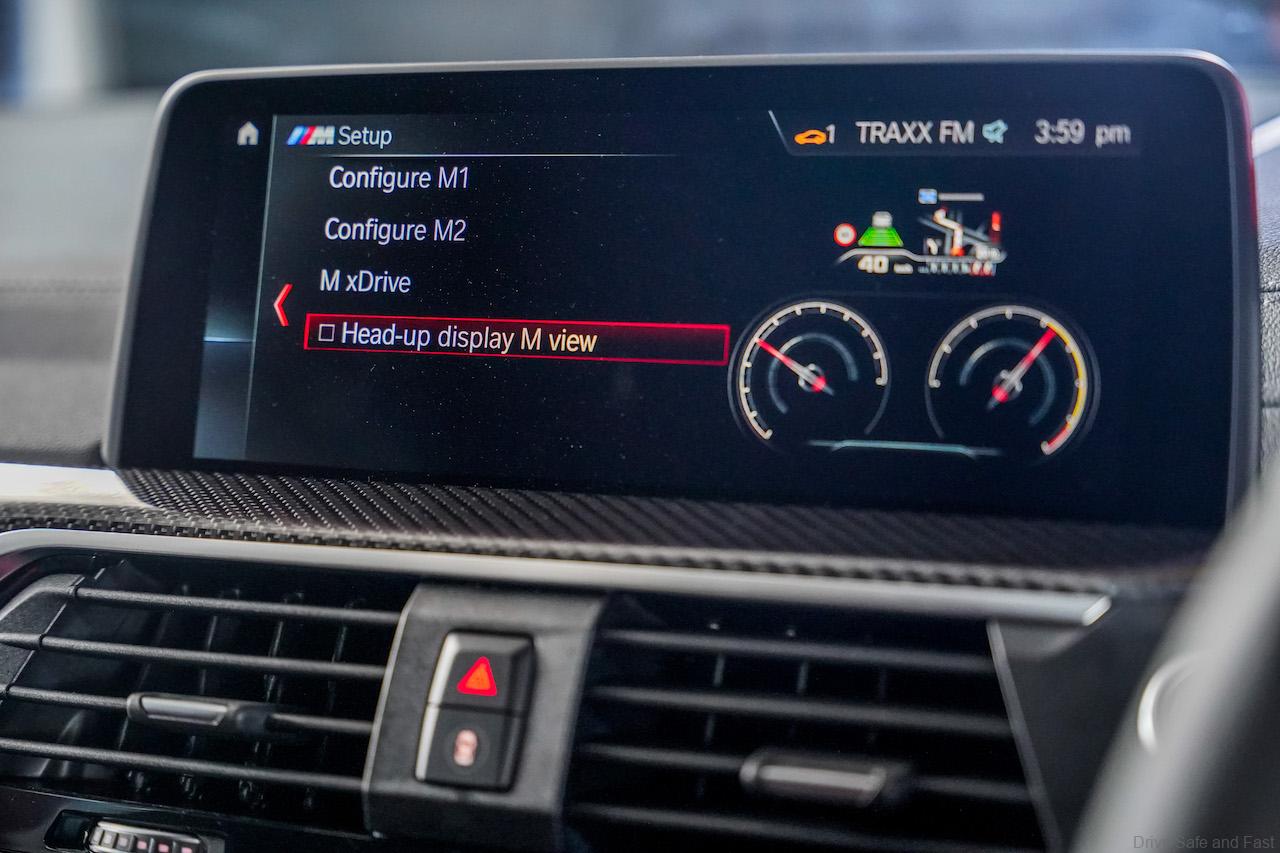 M Setup
1 TRAXX FM 3:59 pm
Configure M1
Configure M2
M xDrive
Head-up display M view
40
Drive Safe and Fast